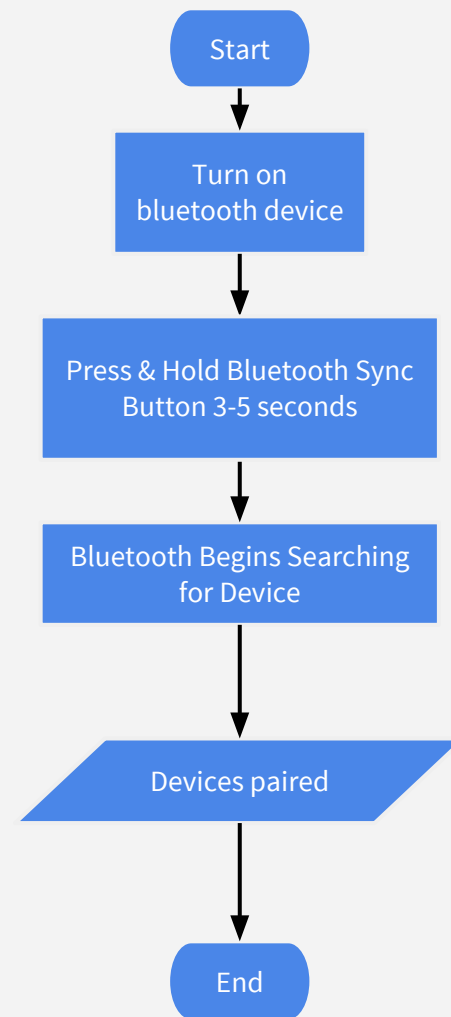 Start
Turn on
bluetooth device
Press & Hold Bluetooth Sync
Button 3-5 seconds
Bluetooth Begins Searching
for Device
Devices paired
End